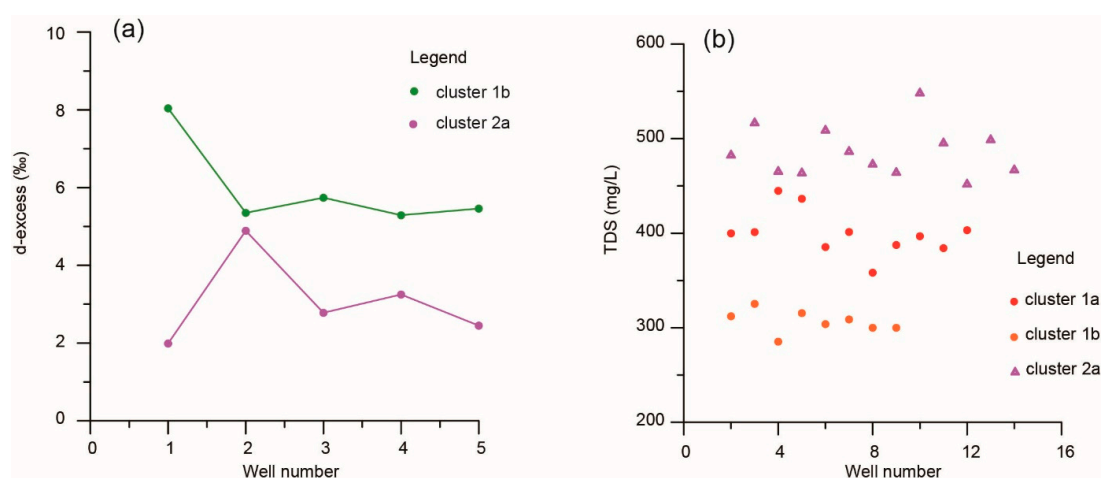 (a)
10
8
6
4
2
0
d-excess (‰)
0 1 2 3 4 5
Well number
Legend
cluster 1b
cluster 2a
(b)
600
500
400
300
200
TDS (mg/L)
0 4 8 12 16
Well number
Legend
cluster 1a
cluster 1b
cluster 2a